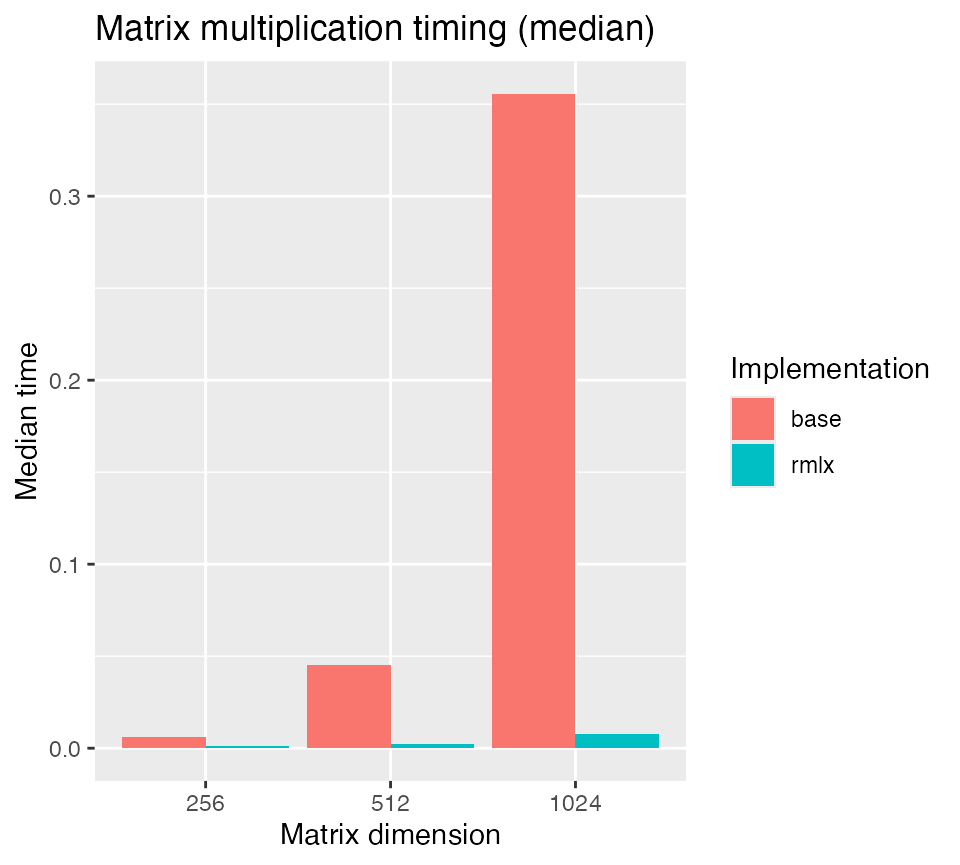 Matrix multiplication timing (median)
Median time
0.3
0.2
0.1
0.0
256 512 1024
Matrix dimension
Implementation
base
rmlx